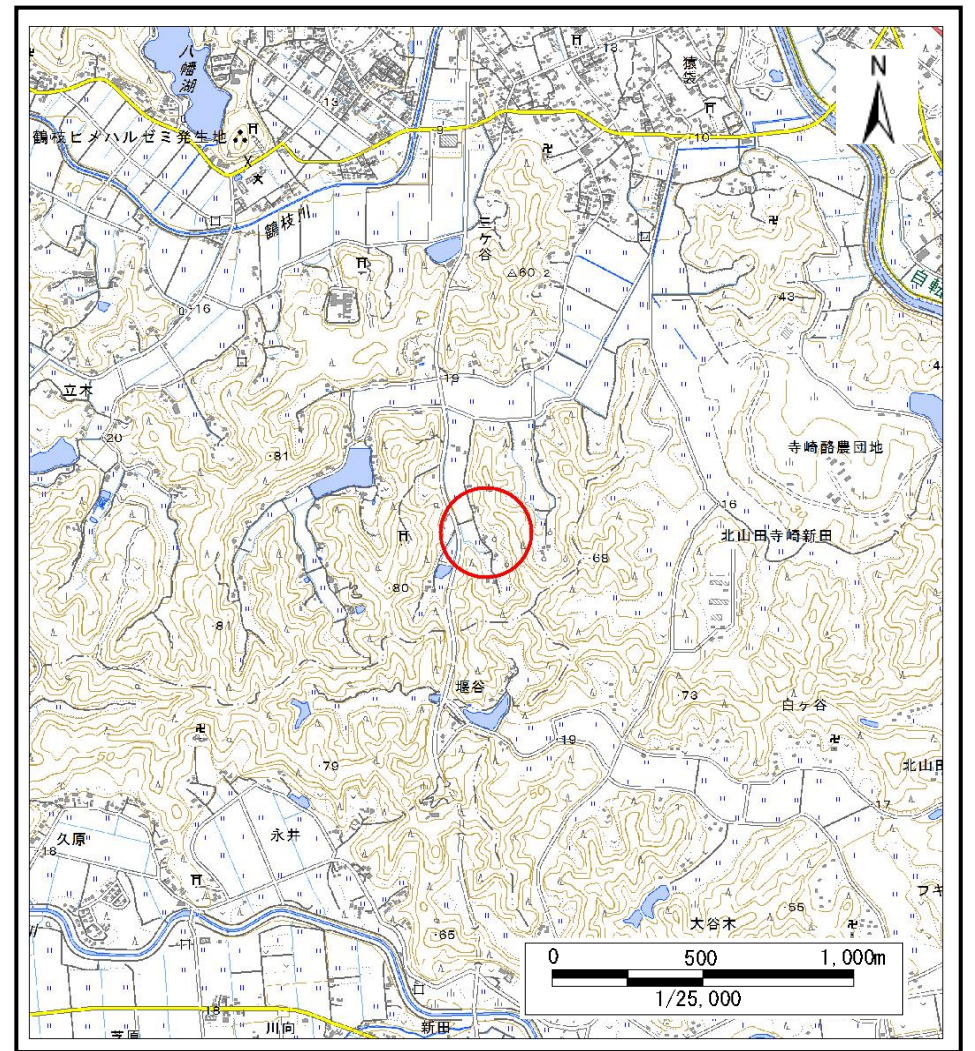 八幡湖
13
猿袋
13
N
鶴枝ヒメハルゼミ発生地
9
10
鶴枝川
三ケ谷
60.2
43
自転
16
19
立木
20
81
寺崎酪農団地
16
北山田寺崎新田
68
80
81
堰谷
73
白ヶ谷
19
79
北山田
17
久原
永井
18
大谷木
55
フキ
65
0 500 1,000m
1/25,000
18
川向
新田